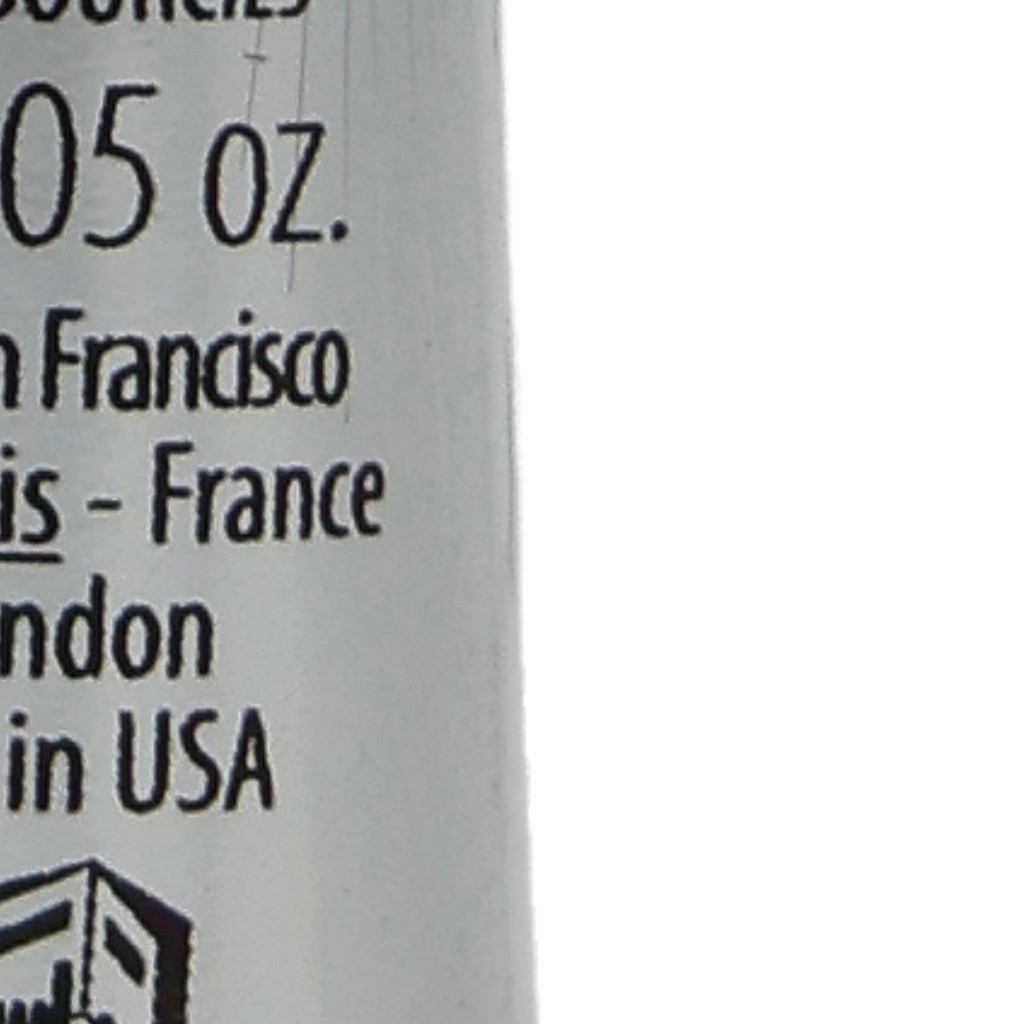 05 oz.
Francisco
is - France
ndon
in USA